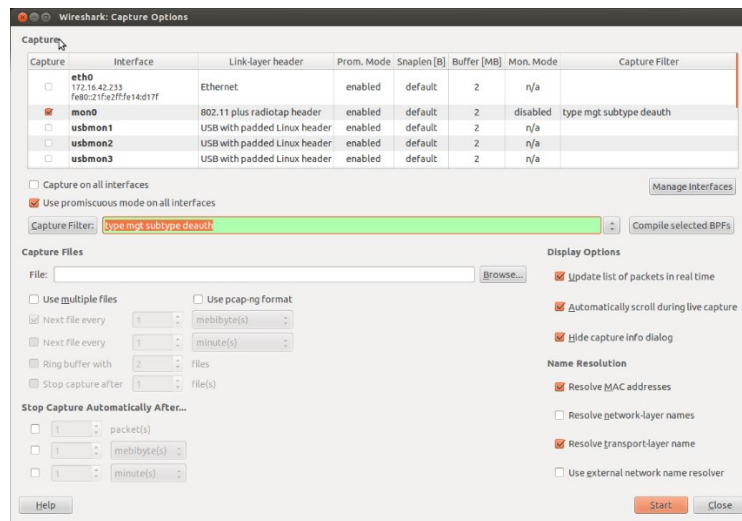 Wireshark: Capture Options
Capture
Capture Interface Link-layer header Prom. Mode Snaplen [B] Buffer [MB] Mon. Mode Capture Filter
eth0
172.16.42.233
fe80::21f:e2ff:fe14:d17f
Ethernet enabled default 2 n/a
mon0 802.11 plus radiotap header enabled default 2 disabled type mgt subtype deauth
usbmon1 USB with padded Linux header enabled default 2 n/a
usbmon2 USB with padded Linux header enabled default 2 n/a
usbmon3 USB with padded Linux header enabled default 2 n/a
Capture on all interfaces
Manage Interfaces
Use promiscuous mode on all interfaces
Capture Filter: type mgt subtype deauth Compile selected BPFs
Capture Files
File: Browse...
Use multiple files Use pcap-ng format
Next file every 1 mebibyte(s)
Next file every 1 minute(s)
Ring buffer with 2 files
Stop capture after 1 file(s)
Stop Capture Automatically After...
1 packet(s)
1 mebibyte(s)
1 minute(s)
Display Options
Update list of packets in real time
Automatically scroll during live capture
Hide capture info dialog
Name Resolution
Resolve MAC addresses
Resolve network-layer names
Resolve transport-layer name
Use external network name resolver
Help Start Close